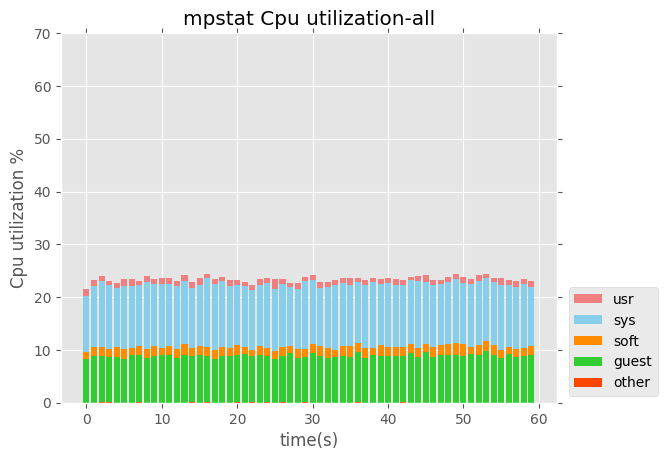 mpstat Cpu utilization-all
70
60
50
40
30
20
10
0
Cpu utilization %
0 10 20 30 40 50 60
time(s)
usr
sys
soft
guest
other